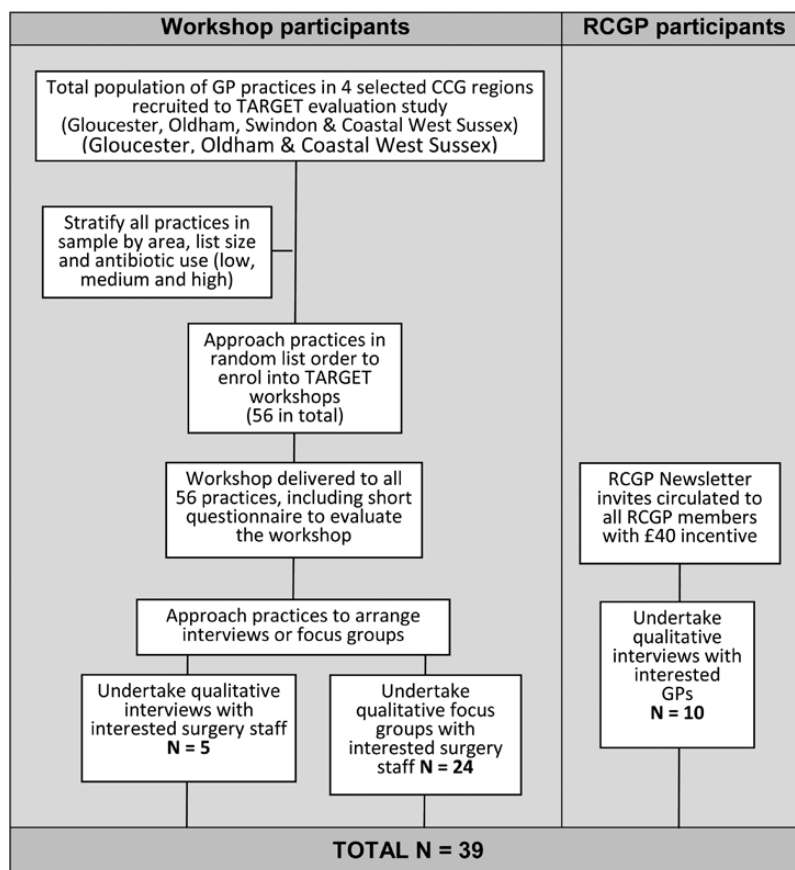 Workshop participants
RCGP participants
Total population of GP practices in 4 selected CCG regions
recruited to TARGET evaluation study
(Gloucester, Oldham, Swindon & Coastal West Sussex)
(Gloucester, Oldham & Coastal West Sussex)
Stratify all practices in
sample by area, list size
and antibiotic use (low,
medium and high)
Approach practices in
random list order to
enrol into TARGET
workshops
(56 in total)
Workshop delivered to all
56 practices, including short
questionnaire to evaluate
the workshop
Approach practices to arrange
interviews or focus groups
Undertake qualitative
interviews with
interested surgery staff
N = 5
Undertake
qualitative focus
groups with
interested surgery
staff N = 24
RCGP Newsletter
invites circulated to
all RCGP members
with £40 incentive
Undertake
qualitative
interviews with
interested
GPs
N = 10
TOTAL N = 39